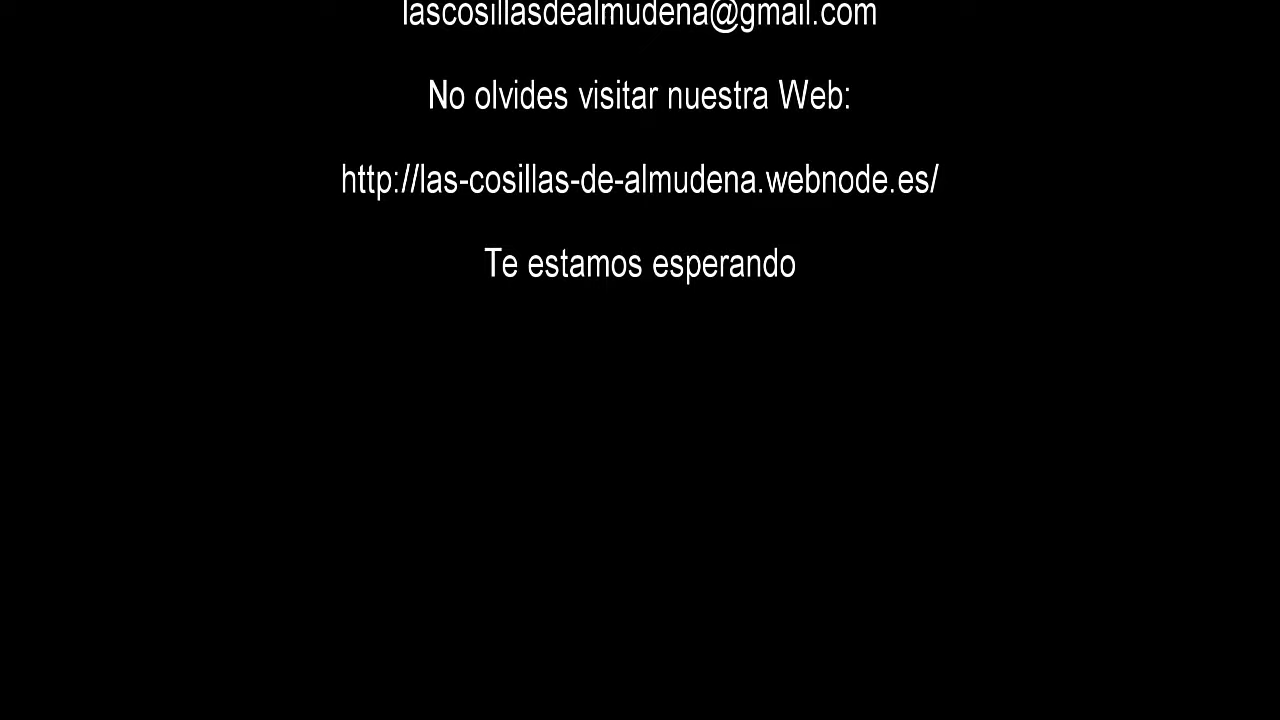 lascosillasdealmudena@gmail.com
No olvides visitar nuestra Web:
http://las-cosillas-de-almudena.webnode.es/
Te estamos esperando